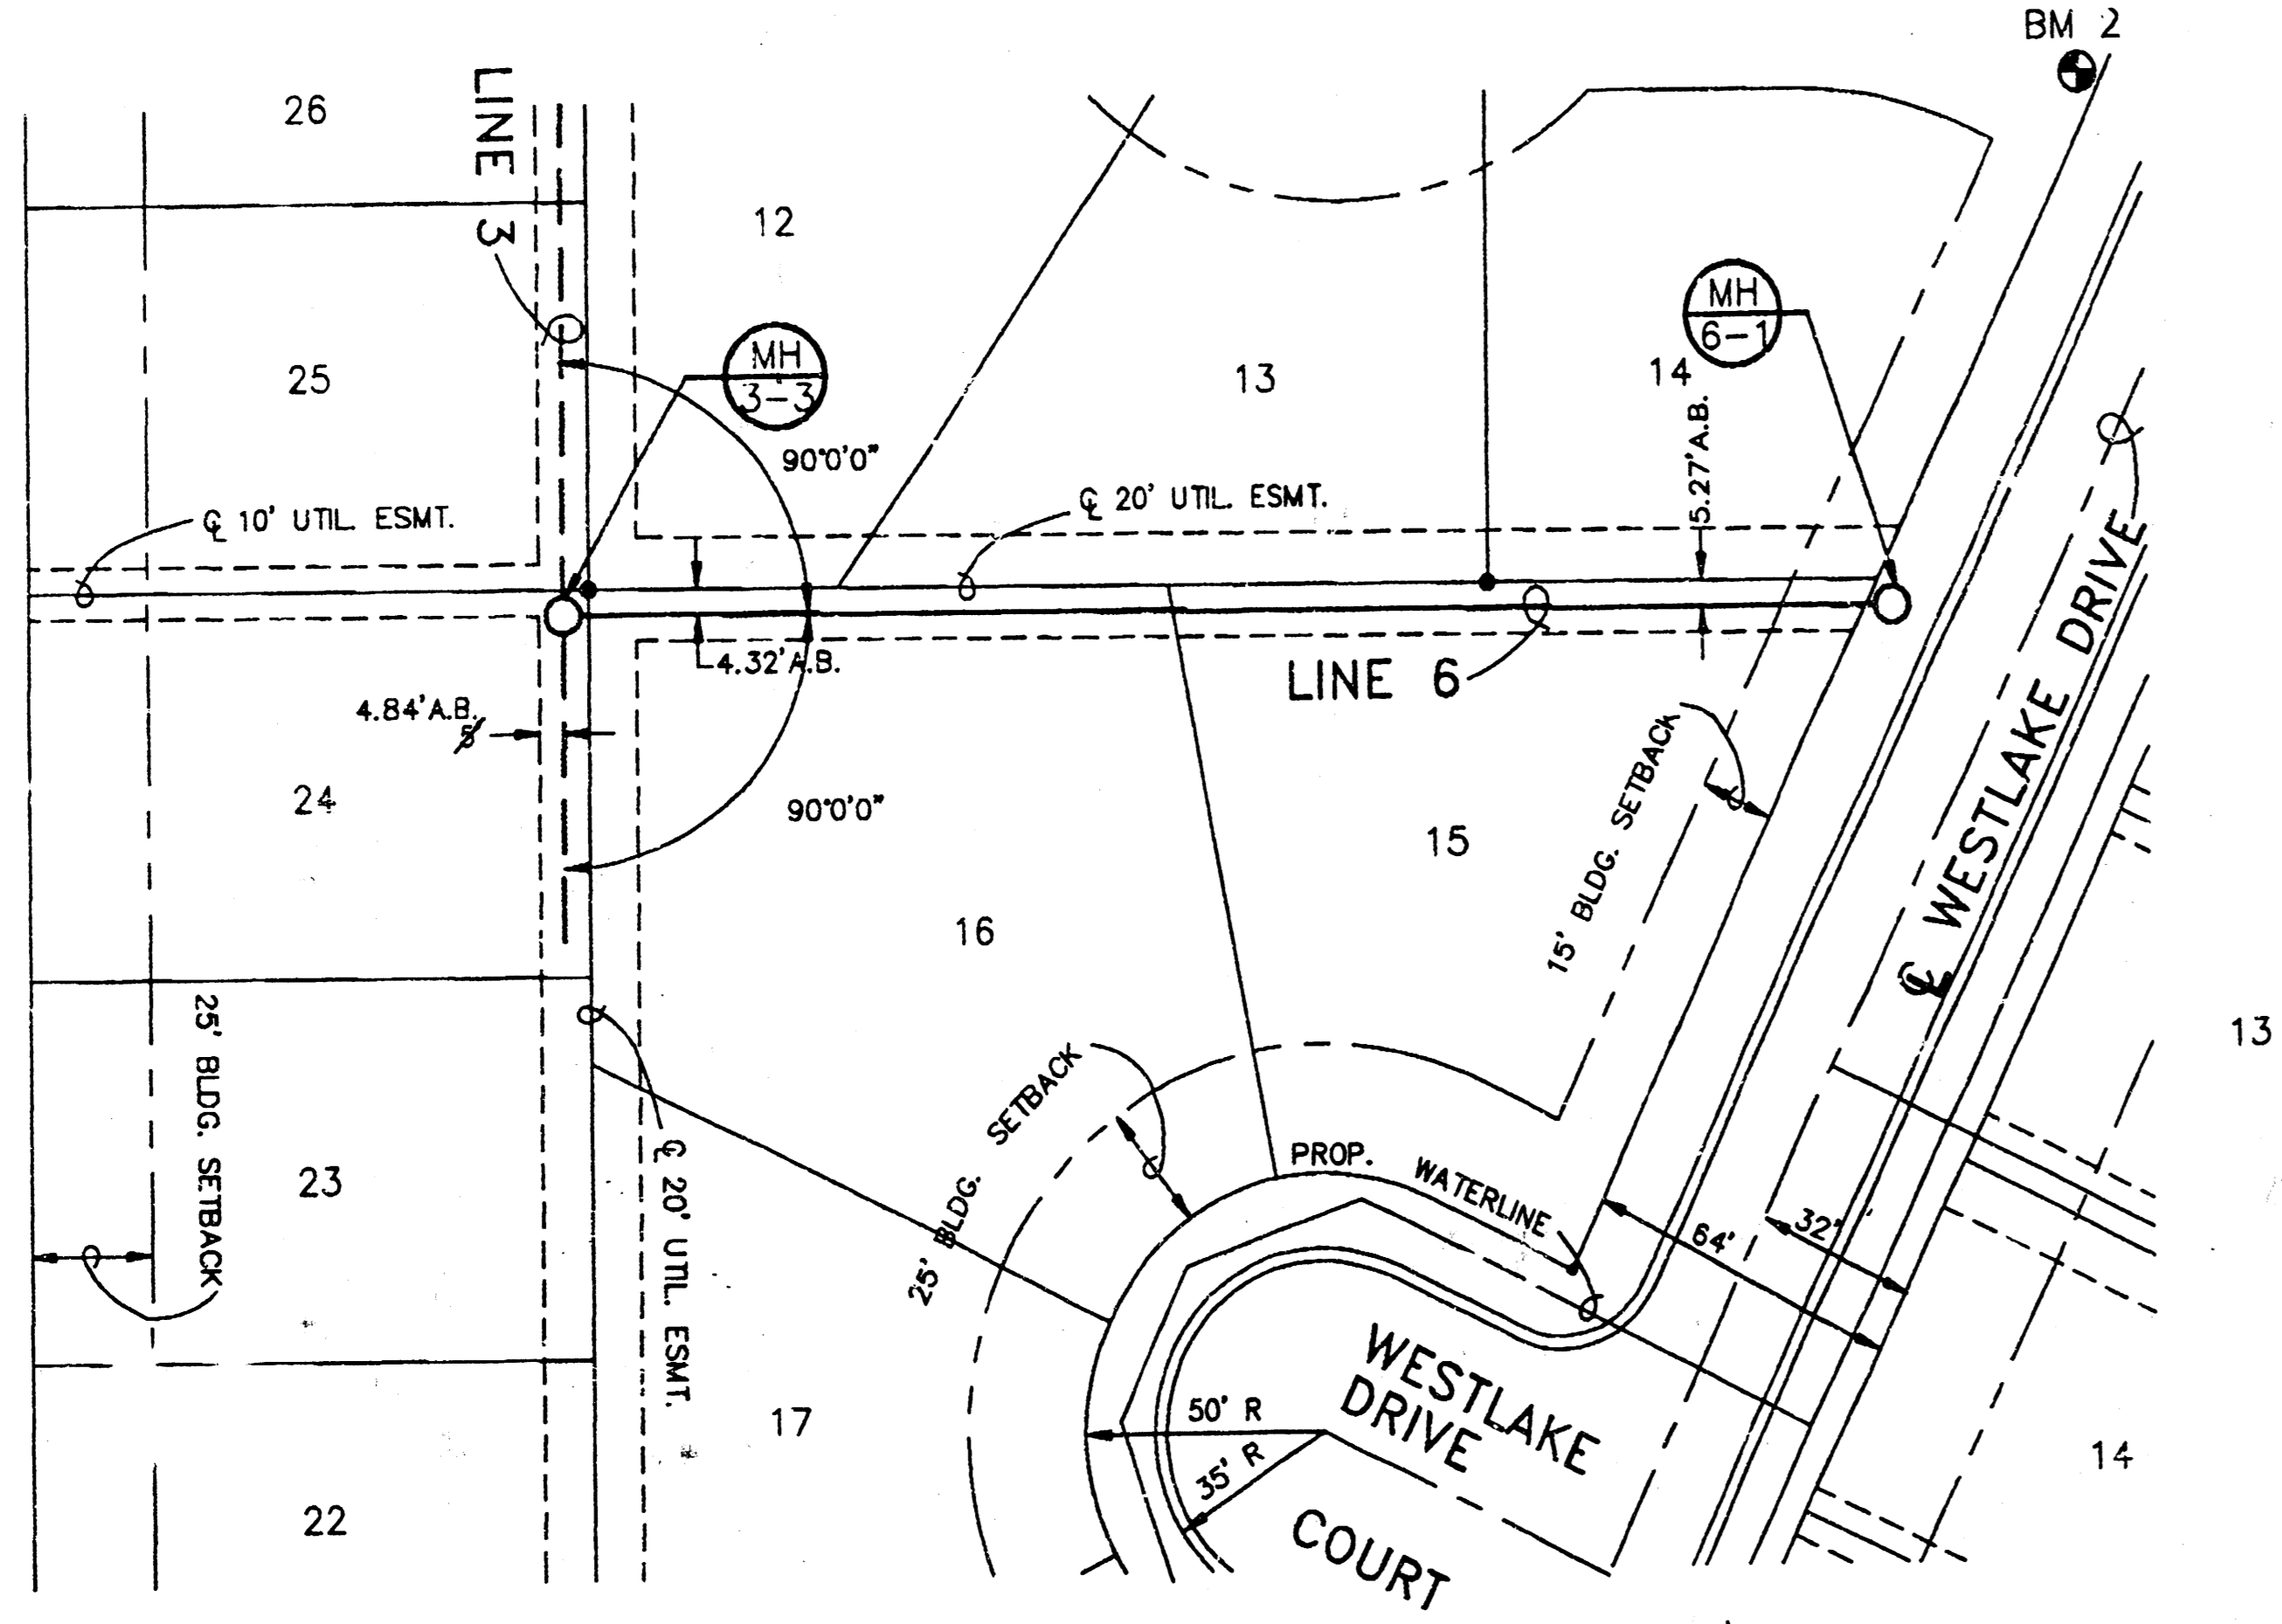 BM 2
26
LINE 3
12
MH
3-3
MH
6-1
25
13
14
90°0'0"
5.27'A.B.
℄ 10' UTIL. ESMT.
℄ 20' UTIL. ESMT.
4.32'A.B.
LINE 6
4.84'A.B.
5'
℄ WESTLAKE DRIVE
24
90°0'0"
15
15' BLDG. SETBACK
16
25' BLDG. SETBACK
13
25' BLDG. SETBACK
PROP. WATERLINE
23
℄ 20' UTIL. ESMT.
64'
32'
17
50' R
35' R
WESTLAKE
DRIVE
COURT
14
22